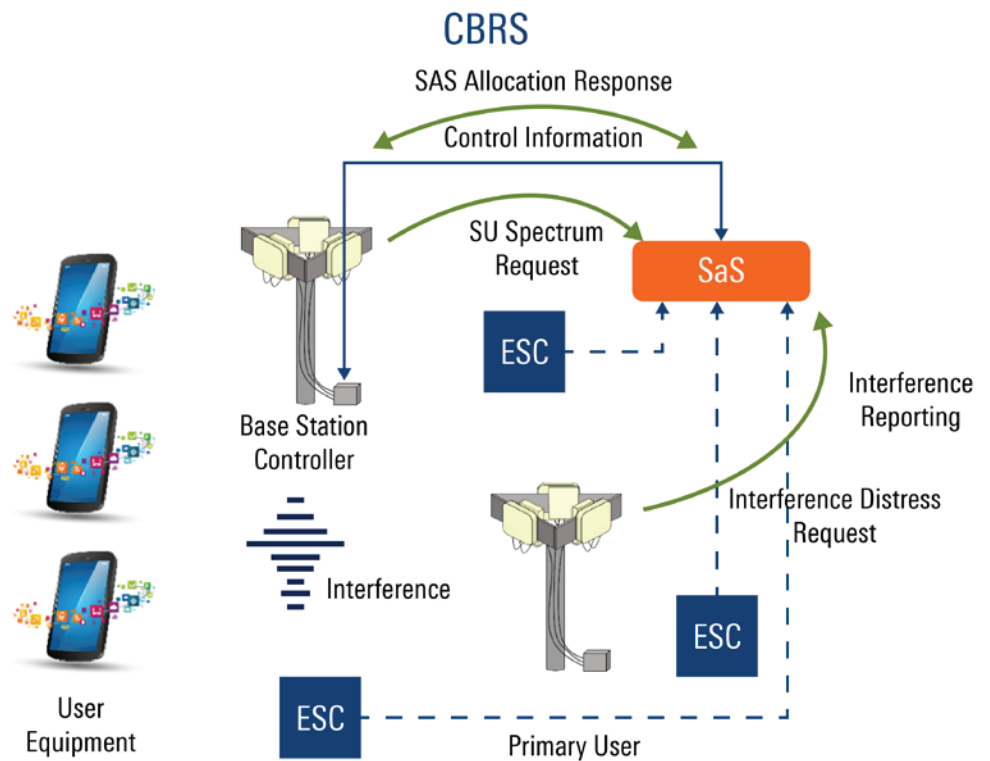 CBRS
SAS Allocation Response
Control Information
SU Spectrum
Request
SaS
ESC
Interference
Reporting
Base Station
Controller
Interference Distress
Request
Interference
ESC
ESC
User
Equipment
Primary User